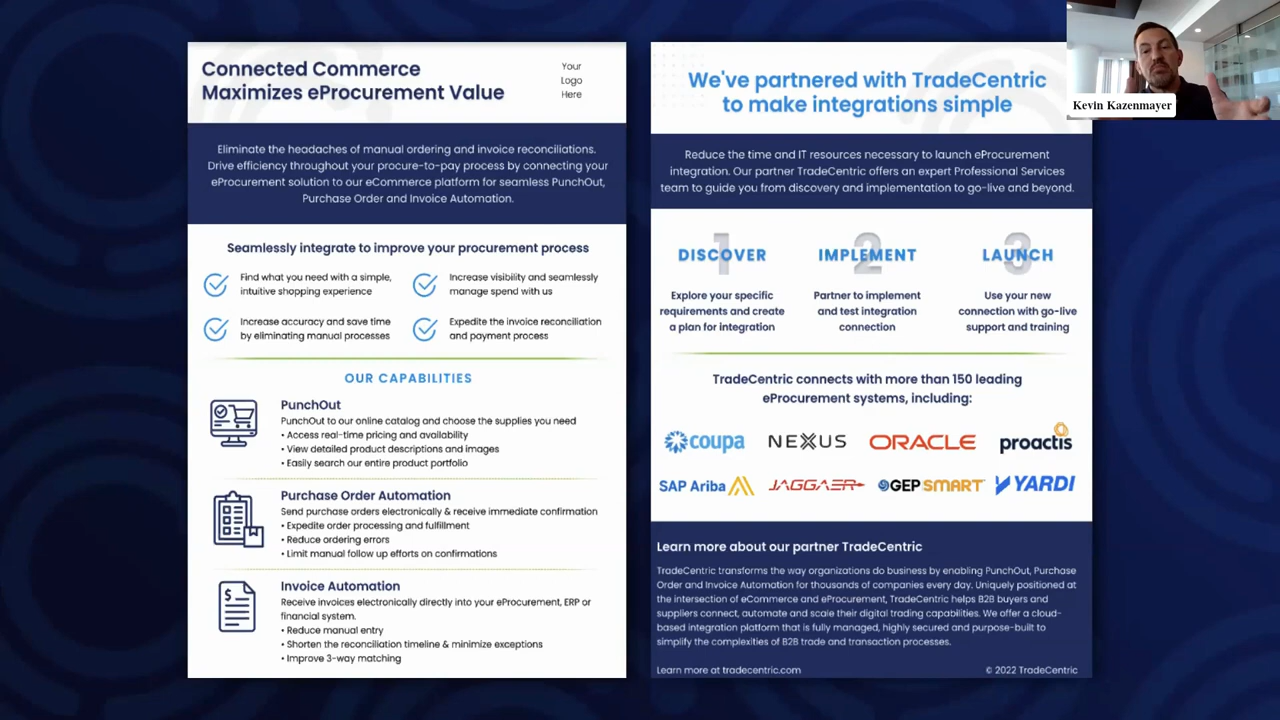 Connected Commerce
Maximizes eProcurement Value
Your
Logo
Here
Eliminate the headaches of manual ordering and invoice reconciliations.
Drive efficiency throughout your procure-to-pay process by connecting your
eProcurement solution to our eCommerce platform for seamless PunchOut,
Purchase Order and Invoice Automation.
Seamlessly integrate to improve your procurement process
Find what you need with a simple,
intuitive shopping experience
Increase visibility and seamlessly
manage spend with us
Increase accuracy and save time
by eliminating manual processes
Expedite the invoice reconciliation
and payment process
OUR CAPABILITIES
PunchOut
PunchOut to our online catalog and choose the supplies you need
• Access real-time pricing and availability
• View detailed product descriptions and images
• Easily search our entire product portfolio
Purchase Order Automation
Send purchase orders electronically & receive immediate confirmation
• Expedite order processing and fulfillment
• Reduce ordering errors
• Limit manual follow up efforts on confirmations
$
Invoice Automation
Receive invoices electronically directly into your eProcurement, ERP or
financial system.
• Reduce manual entry
• Shorten the reconciliation timeline & minimize exceptions
• Improve 3-way matching
We've partnered with TradeCentric
to make integrations simple
Reduce the time and IT resources necessary to launch eProcurement
integration. Our partner TradeCentric offers an expert Professional Services
team to guide you from discovery and implementation to go-live and beyond.
1
DISCOVER
Explore your specific
requirements and create
a plan for integration
2
IMPLEMENT
Partner to implement
and test integration
connection
3
LAUNCH
Use your new
connection with go-live
support and training
TradeCentric connects with more than 150 leading
eProcurement systems, including:
coupa
NEXUS
ORACLE
proactis
SAP Ariba
JAGGAER
GEP SMART
YARDI
Learn more about our partner TradeCentric
TradeCentric transforms the way organizations do business by enabling PunchOut, Purchase
Order and Invoice Automation for thousands of companies every day. Uniquely positioned at
the intersection of eCommerce and eProcurement, TradeCentric helps B2B buyers and
suppliers connect, automate and scale their digital trading capabilities. We offer a cloud-
based integration platform that is fully managed, highly secured and purpose-built to
simplify the complexities of B2B trade and transaction processes.
Learn more at tradecentric.com
© 2022 TradeCentric
Kevin Kazenmayer